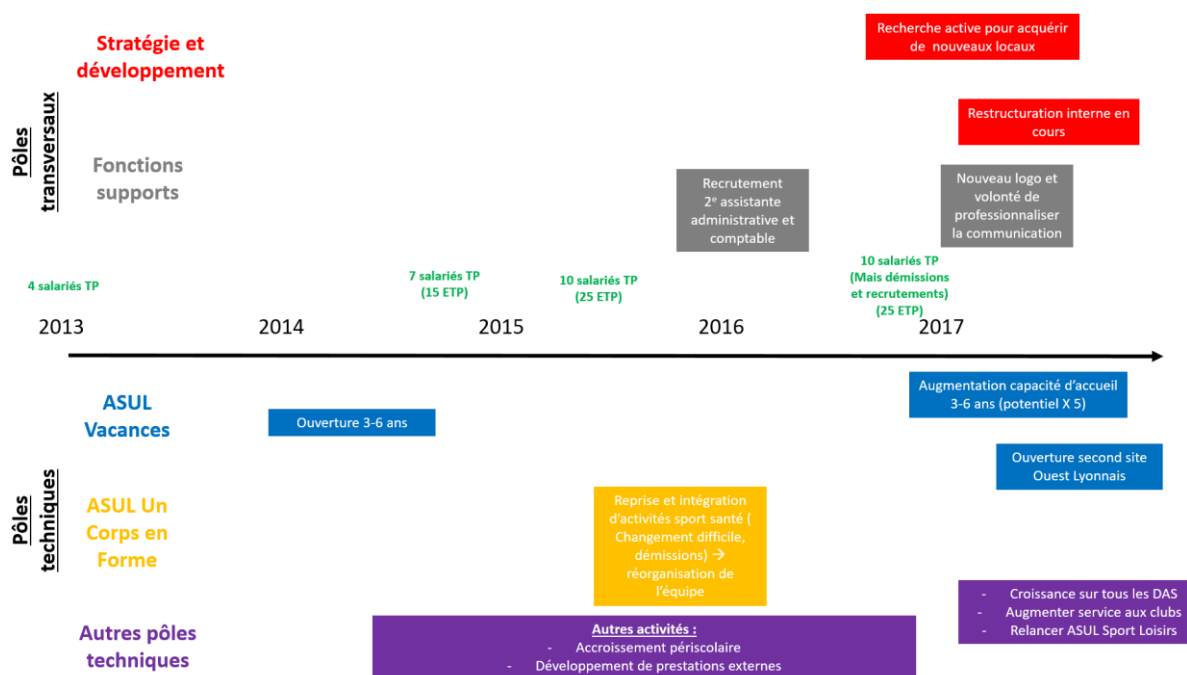 Stratégie et
développement
Recherche active pour acquérir
de nouveaux locaux
Restructuration interne en
cours
Pôles
transversaux
Fonctions
supports
Recrutement
2e assistante
administrative et
comptable
Nouveau logo et
volonté de
professionnaliser
la communication
4 salariés TP
7 salariés TP
(15 ETP)
10 salariés TP
(25 ETP)
10 salariés TP
(Mais démissions
et recrutements)
(25 ETP)
2013
2014
2015
2016
2017
ASUL
Vacances
Ouverture 3-6 ans
Augmentation capacité d’accueil
3-6 ans (potentiel X 5)
Ouverture second site
Ouest Lyonnais
Pôles
techniques
ASUL Un
Corps en
Forme
Reprise et intégration
d’activités sport santé (
Changement difficile,
démissions) →
réorganisation de
l’équipe
Autres pôles
techniques
Autres activités :
- Accroissement périscolaire
- Développement de prestations externes
- Croissance sur tous les DAS
- Augmenter service aux clubs
- Relancer ASUL Sport Loisirs